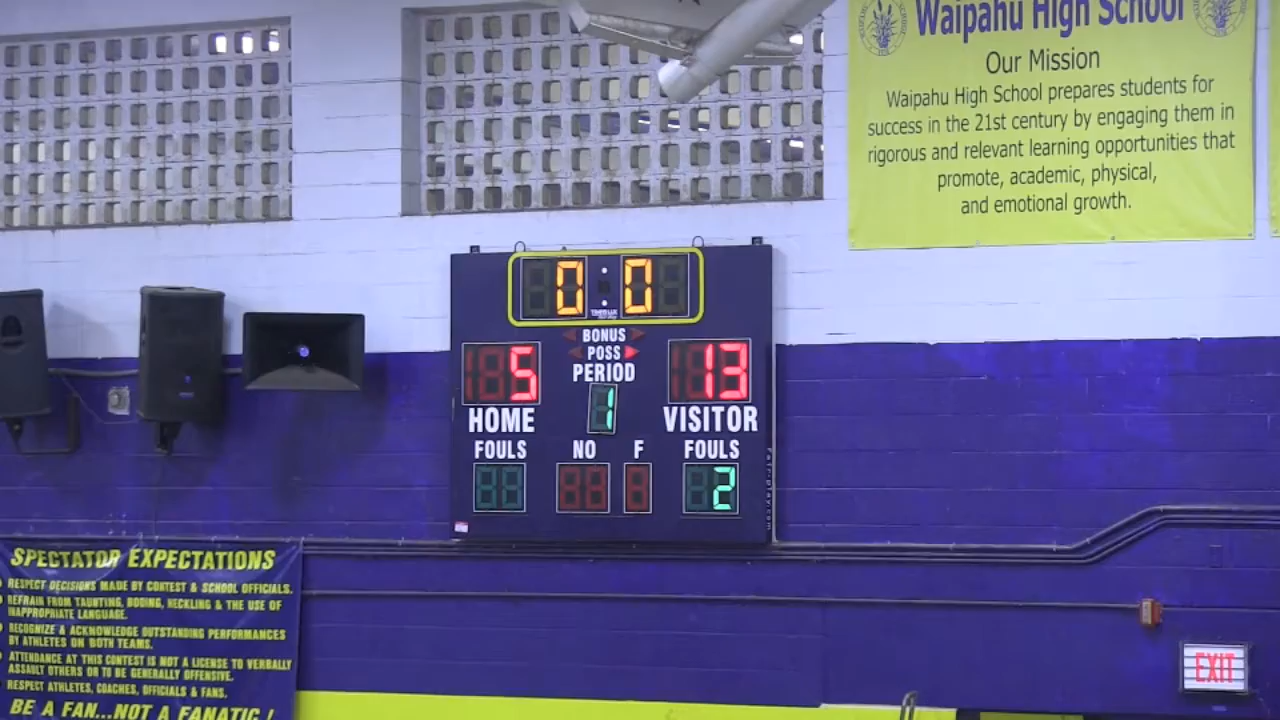 Waipahu High School
Our Mission
Waipahu High School prepares students for
success in the 21st century by engaging them in
rigorous and relevant learning opportunities that
promote, academic, physical,
and emotional growth.
0:0
BONUS
POSS
PERIOD
5
1
13
HOME
VISITOR
FOULS
NO
F
FOULS
2
SPECTATOR EXPECTATIONS
RESPECT DECISIONS MADE BY CONTEST & SCHOOL OFFICIALS.
REFRAIN FROM TAUNTING, BOOING, HECKLING & THE USE OF
INAPPROPRIATE LANGUAGE.
RECOGNIZE & ACKNOWLEDGE OUTSTANDING PERFORMANCES
BY ATHLETES ON BOTH TEAMS.
ATTENDANCE AT THIS CONTEST IS NOT A LICENSE TO VERBALLY
ASSAULT OTHERS OR TO BE GENERALLY OFFENSIVE.
RESPECT ATHLETES, COACHES, OFFICIALS & FANS.
BE A FAN...NOT A FANATIC!
EXIT